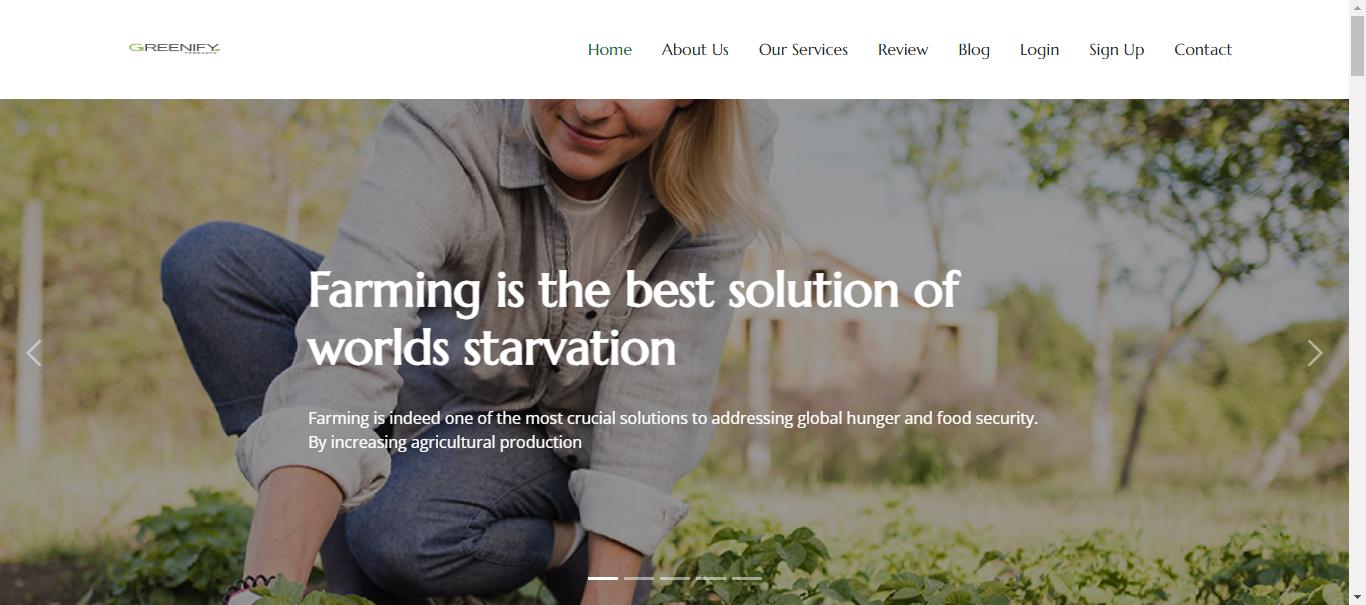 GREENIFY
PRODUCTS
Home About Us Our Services Review Blog Login Sign Up Contact
Farming is the best solution of
worlds starvation
Farming is indeed one of the most crucial solutions to addressing global hunger and food security.
By increasing agricultural production